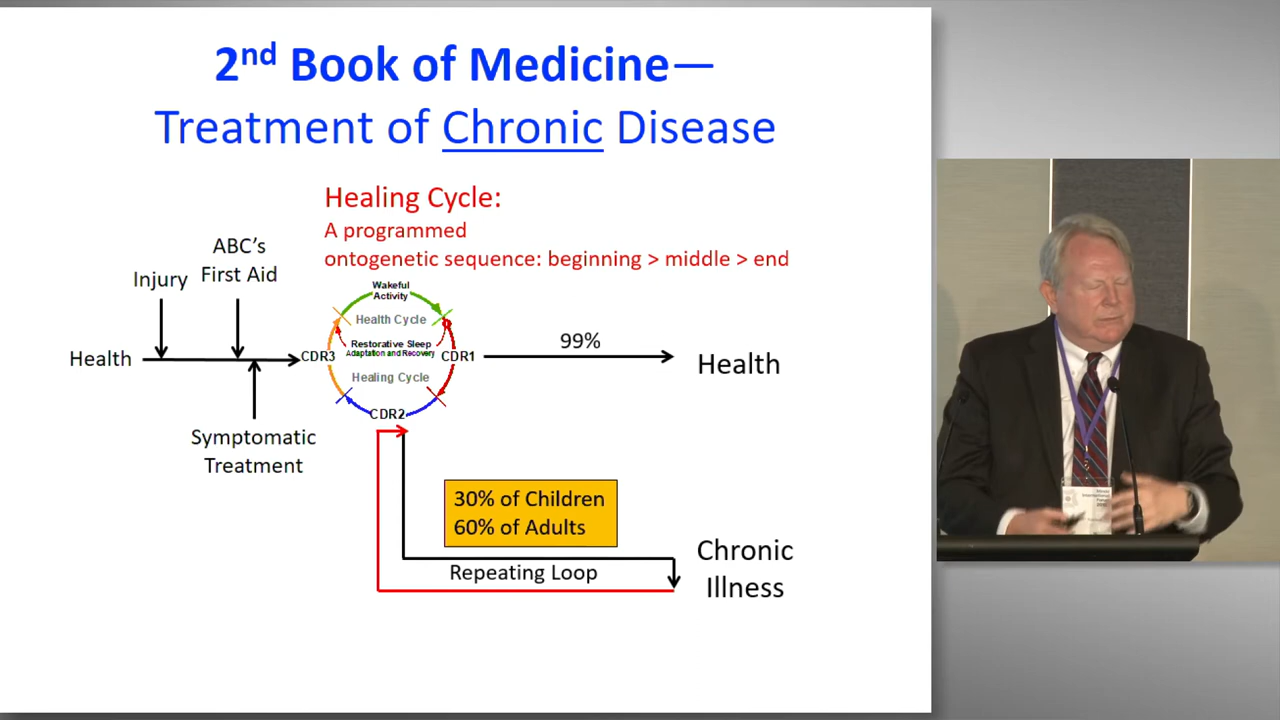 2nd Book of Medicine—
Treatment of Chronic Disease
Healing Cycle:
A programmed
ontogenetic sequence: beginning > middle > end
ABC's
First Aid
Injury
Health
Symptomatic
Treatment
Wakeful
Activity
Health Cycle
Restorative Sleep
Adaptation and Recovery
CDR3
CDR1
Healing Cycle
CDR2
99%
Health
30% of Children
60% of Adults
Repeating Loop
Chronic
Illness